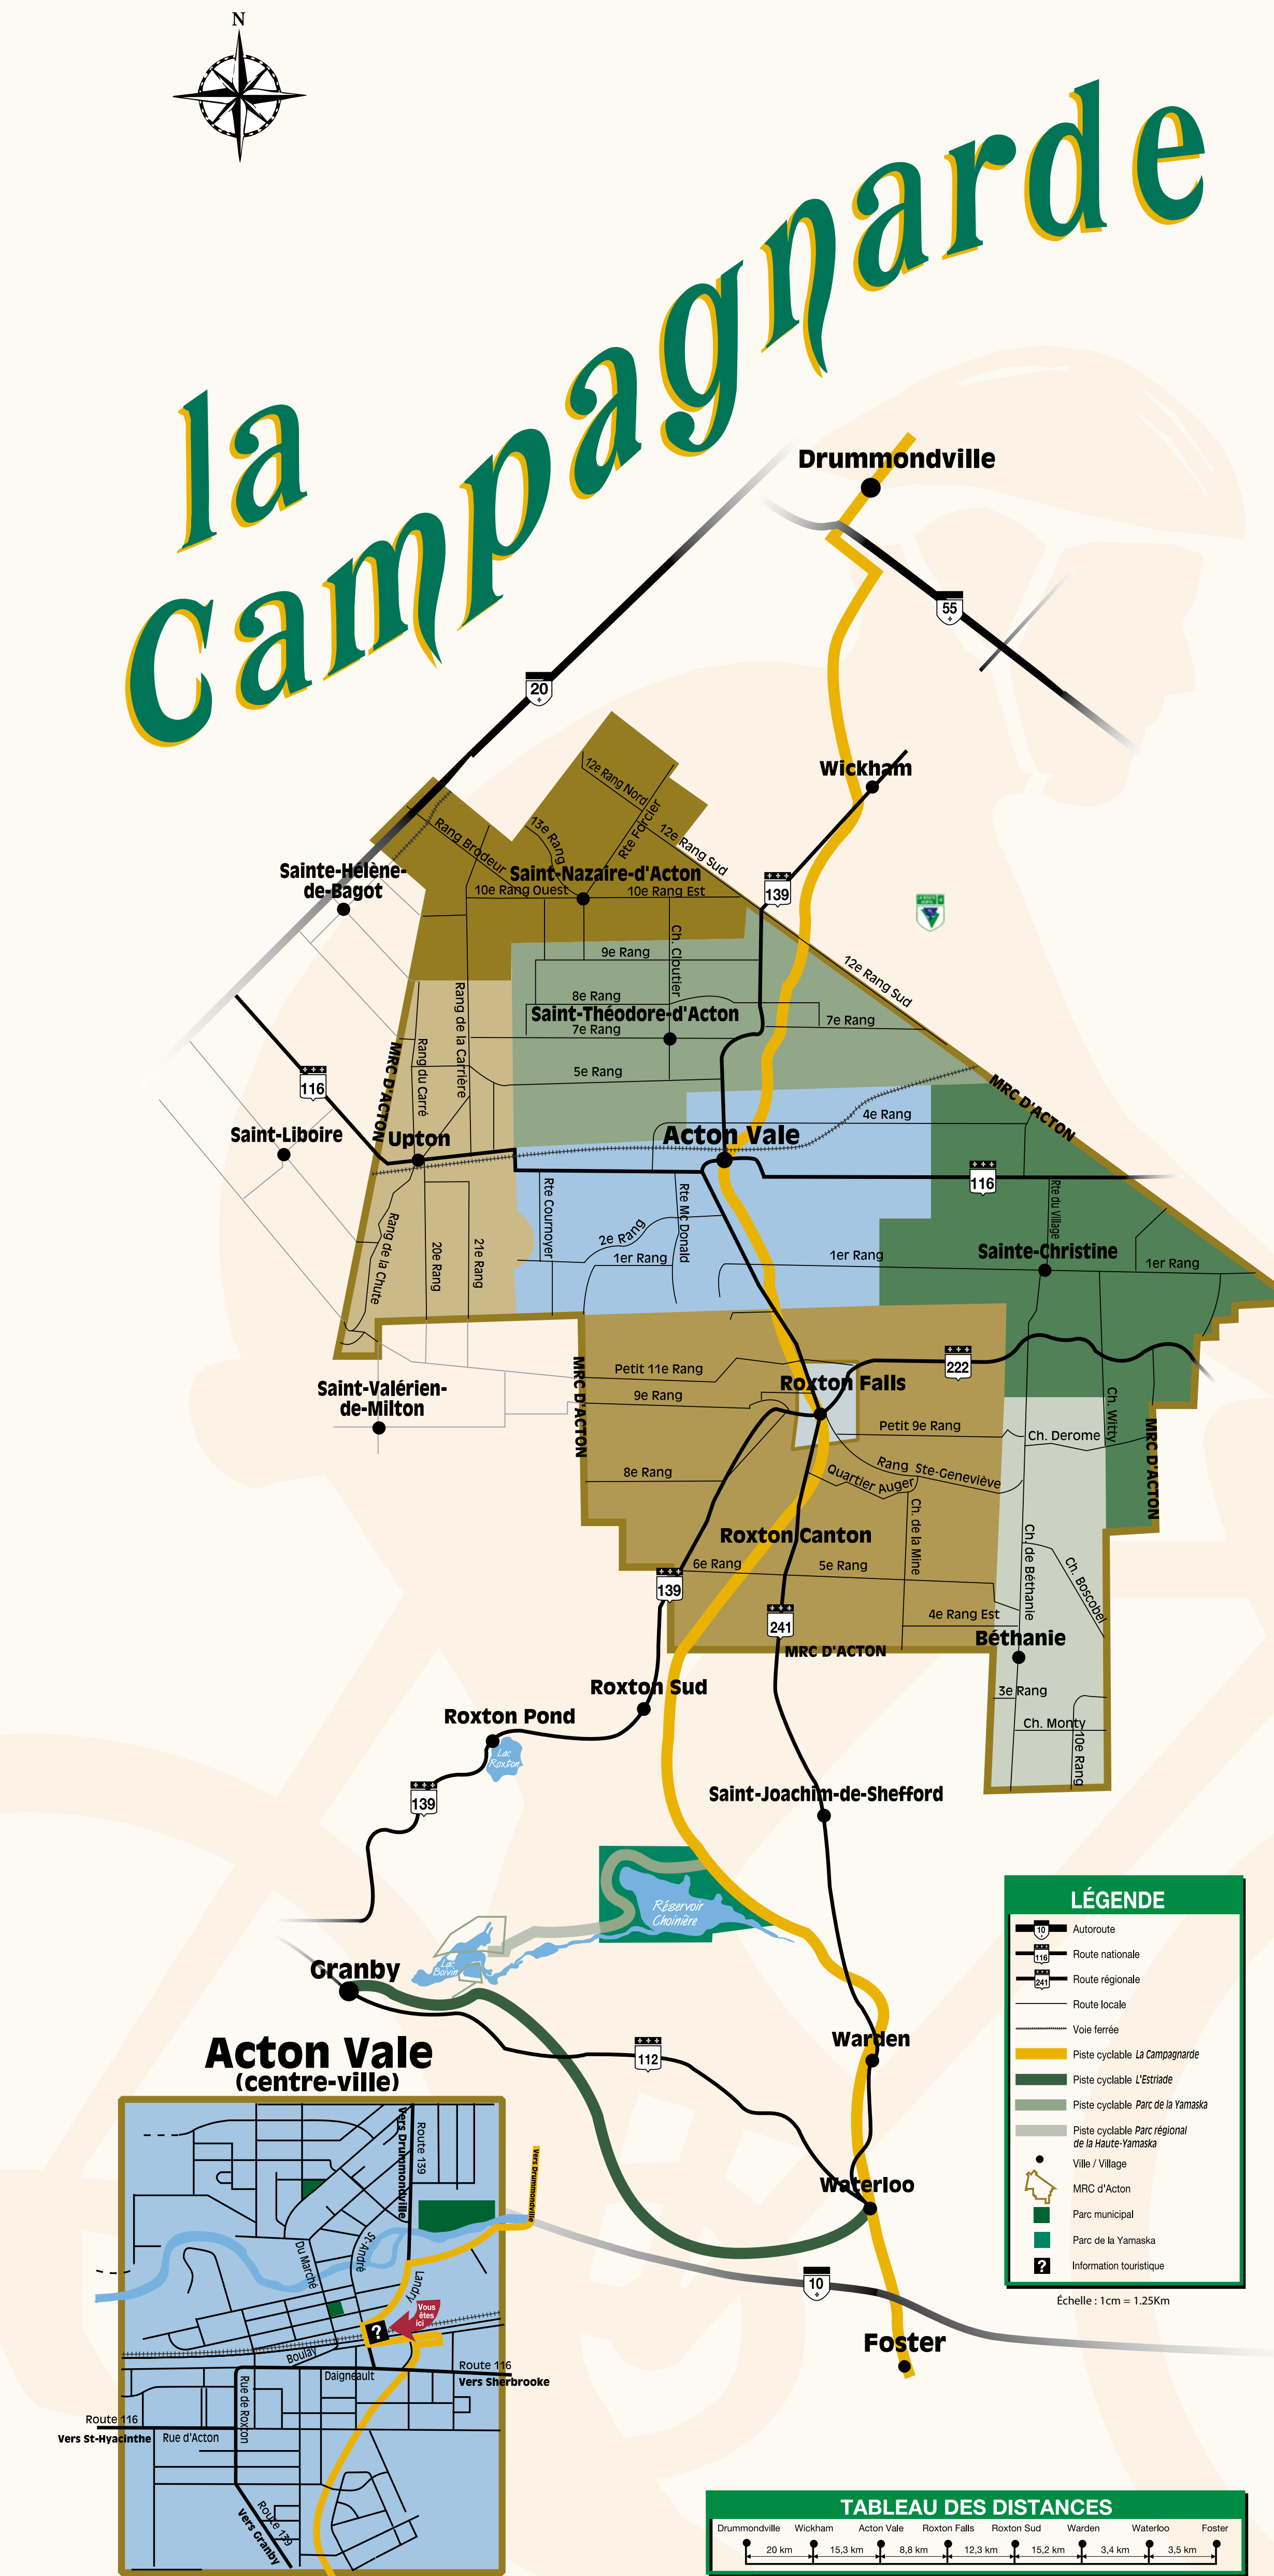 N
la
Campagnarde
Drummondville
55
20
Wickham
12e Rang Nord
13e Rang
Rte Forcier
12e Rang Sud
Rang Brodeur
Sainte-Hélène-
de-Bagot
Saint-Nazaire-d'Acton
10e Rang Ouest
10e Rang Est
139
Ch. Cloutier
9e Rang
12e Rang Sud
8e Rang
Saint-Théodore-d'Acton
7e Rang
7e Rang
Rang de la Carrière
Rang du Carré
MRC D'ACTON
5e Rang
116
MRC D'ACTON
4e Rang
Saint-Liboire
Upton
Acton Vale
116
Rte Cournoyer
Rte Mc Donald
Rte du Village
2e Rang
1er Rang
1er Rang
Sainte-Christine
1er Rang
Rang de la Chute
20e Rang
21e Rang
Petit 11e Rang
222
Saint-Valérien-
de-Milton
MRC D'ACTON
9e Rang
Roxton Falls
Petit 9e Rang
Ch. Derome
Ch. Witty
MRC D'ACTON
8e Rang
Rang Ste-Geneviève
Quartier Auger
Ch. de la Mine
Roxton Canton
6e Rang
5e Rang
Ch. de Béthanie
Ch. Boscobel
139
241
4e Rang Est
Béthanie
MRC D'ACTON
3e Rang
Ch. Monty
10e Rang
Roxton Sud
Roxton Pond
Lac
Roxton
139
Saint-Joachim-de-Shefford
Réservoir
Choinière
Lac
Boivin
Granby
112
Warden
Waterloo
10
Foster
Acton Vale
(centre-ville)
Vers Drummondville
Route 139
Vers Drummondville
St-André
Du Marché
Landry
Vous
êtes
ici
?
Boulay
Daigneault
Route 116
Vers Sherbrooke
Rue de Roxton
Route 116
Vers St-Hyacinthe
Rue d'Acton
Route 139
Vers Granby
LÉGENDE
10
Autoroute
116
Route nationale
241
Route régionale
Route locale
Voie ferrée
Piste cyclable La Campagnarde
Piste cyclable L'Estriade
Piste cyclable Parc de la Yamaska
Piste cyclable Parc régional
de la Haute-Yamaska
Ville / Village
MRC d'Acton
Parc municipal
Parc de la Yamaska
?
Information touristique
Échelle : 1cm = 1.25Km
TABLEAU DES DISTANCES
Drummondville Wickham Acton Vale Roxton Falls Roxton Sud Warden Waterloo Foster
20 km 15,3 km 8,8 km 12,3 km 15,2 km 3,4 km 3,5 km